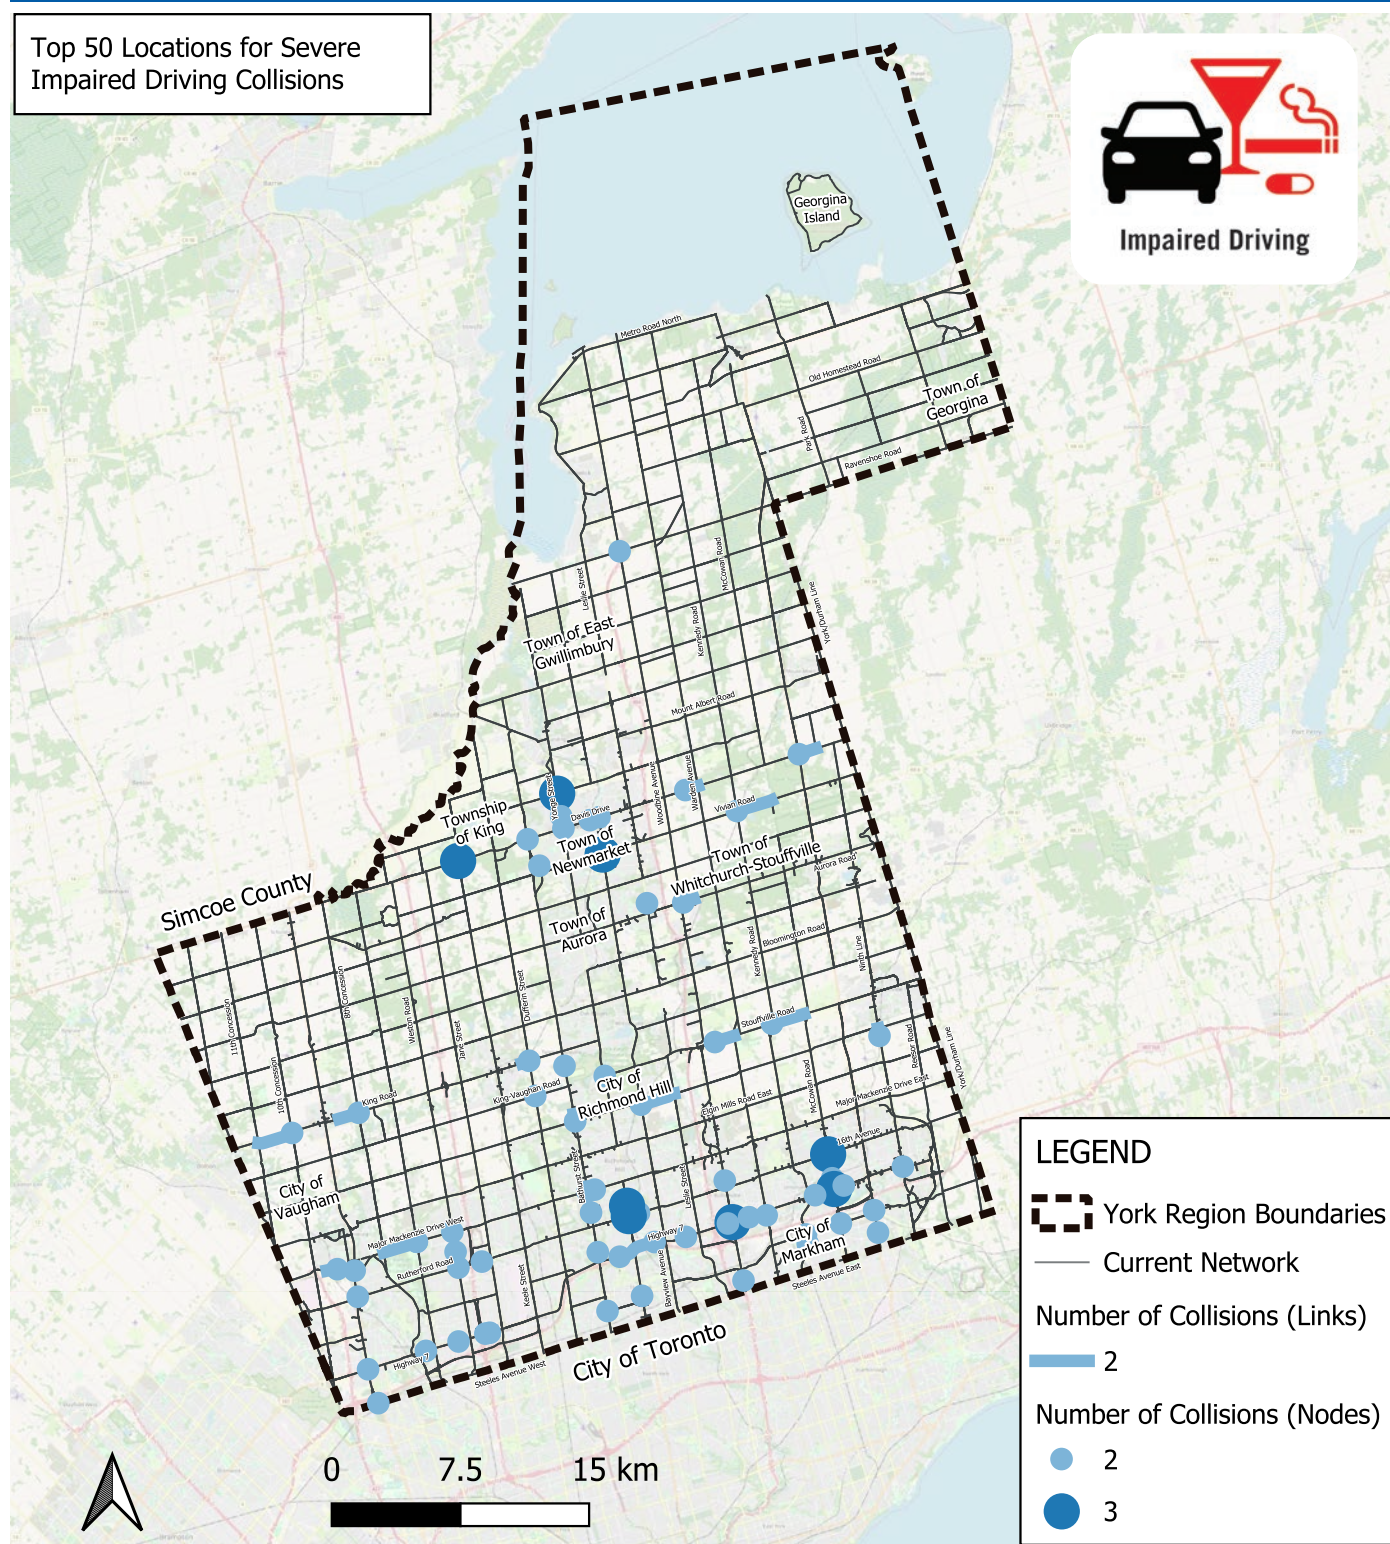 Top 50 Locations for Severe
Impaired Driving Collisions
Impaired Driving
Georgina
Island
Metro Road North
Old Homestead Road
Town of
Georgina
Park Road
Ravenshoe Road
McCowan Road
Leslie Street
York/Durham Line
Kennedy Road
Town of East
Gwillimbury
Mount Albert Road
Yonge Street
Woodbine Avenue
Warden Avenue
Vivian Road
Davis Drive
Township
of King
Town of
Newmarket
Town of
Whitchurch-Stouffville
Aurora Road
Simcoe County
Town of
Aurora
Bloomington Road
Kennedy Road
Ninth Line
11th Concession
8th Concession
Weston Road
Dufferin Street
Jane Street
Stouffville Road
Reesor Road
York/Durham Line
10th Concession
King Road
King-Vaughan Road
City of
Richmond Hill
McCowan Road
Major Mackenzie Drive East
Elgin Mills Road East
16th Avenue
City of
Vaugham
Bathurst Street
Leslie Street
Major Mackenzie Drive West
Rutherford Road
Highway 7
City of
Markham
Keele Street
Bayview Avenue
Steeles Avenue East
Highway 7
Steeles Avenue West
City of Toronto
0 7.5 15 km
LEGEND
York Region Boundaries
Current Network
Number of Collisions (Links)
2
Number of Collisions (Nodes)
2
3